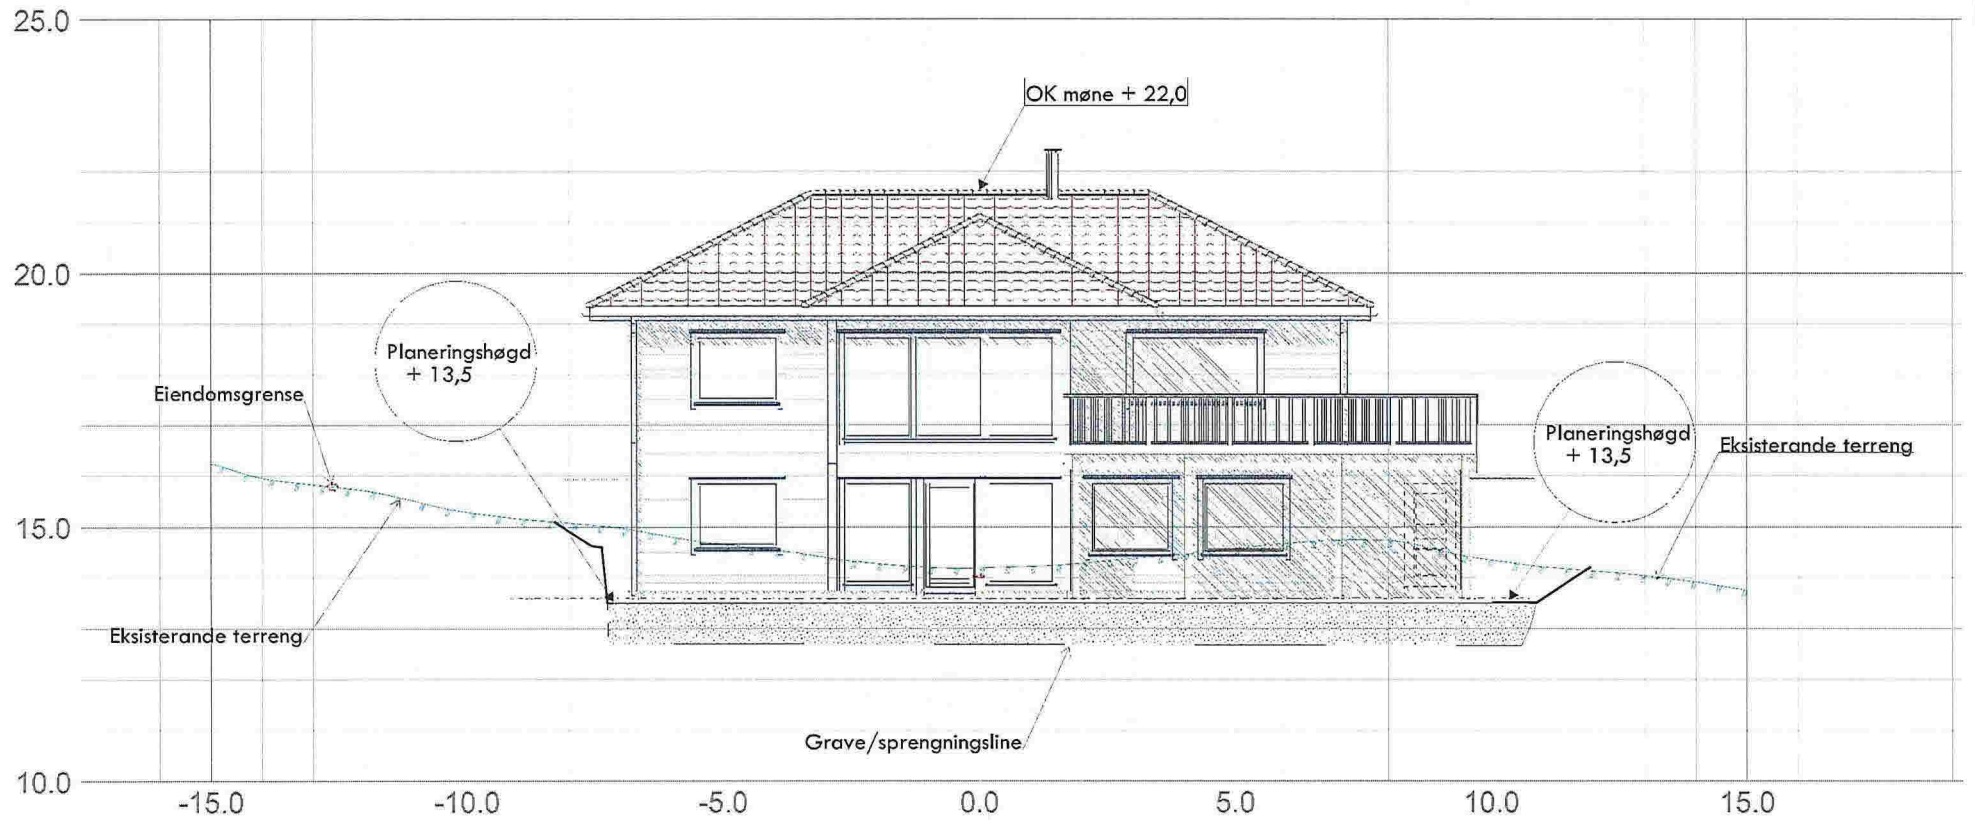 25.0
OK møne + 22,0
20.0
Planeringshøgd
+ 13,5
Eiendomsgrense
Planeringshøgd
+ 13,5
Eksisterande terreng
15.0
Eksisterande terreng
Grave/sprengningsline
10.0
-15.0 -10.0 -5.0 0.0 5.0 10.0 15.0